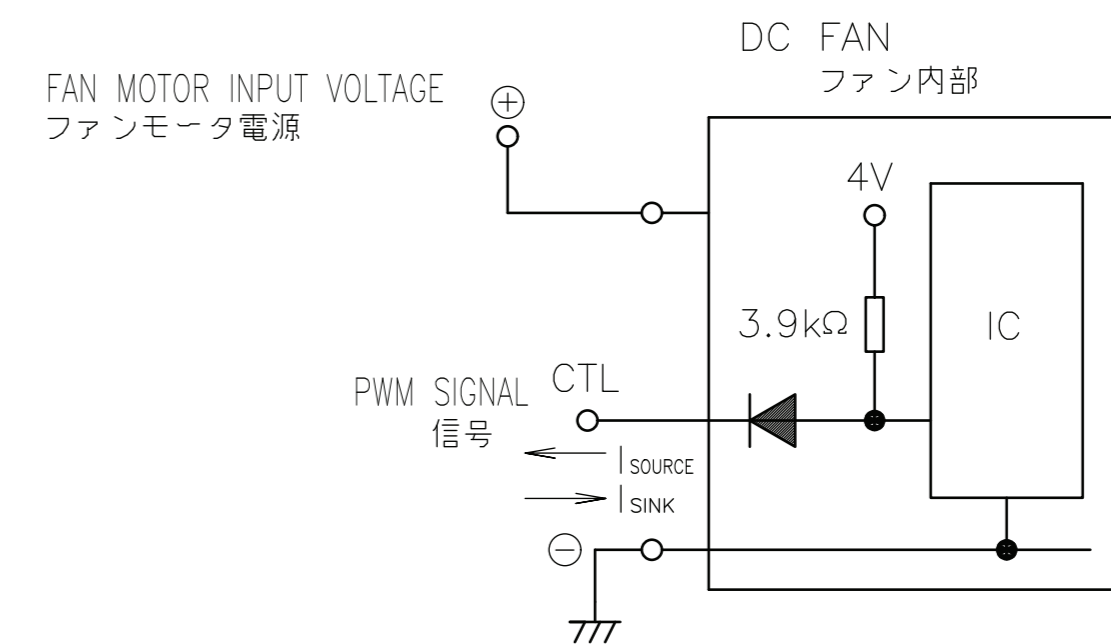 DC FAN
ファン内部
FAN MOTOR INPUT VOLTAGE
ファンモータ電源
⊕
4V
3.9kΩ
IC
CTL
PWM SIGNAL
信号
I SOURCE
I SINK
⊖